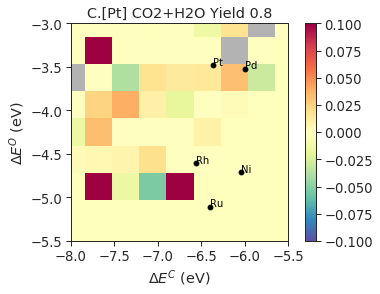 C.[Pt] CO2+H2O Yield 0.8
−3.0
−3.5
−4.0
−4.5
−5.0
−5.5
ΔE^O (eV)
Pt
Pd
Rh
Ni
Ru
−8.0 −7.5 −7.0 −6.5 −6.0 −5.5
ΔE^C (eV)
0.100
0.075
0.050
0.025
0.000
−0.025
−0.050
−0.075
−0.100